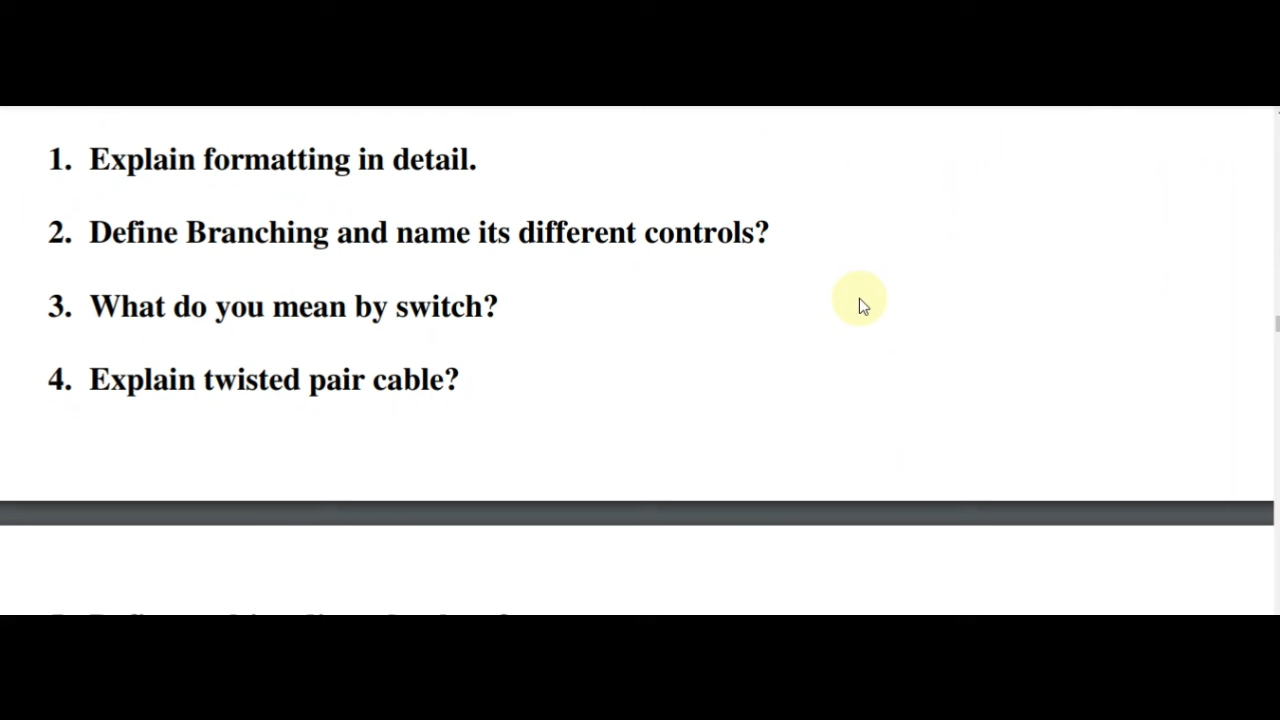 1. Explain formatting in detail.
2. Define Branching and name its different controls?
3. What do you mean by switch?
4. Explain twisted pair cable?